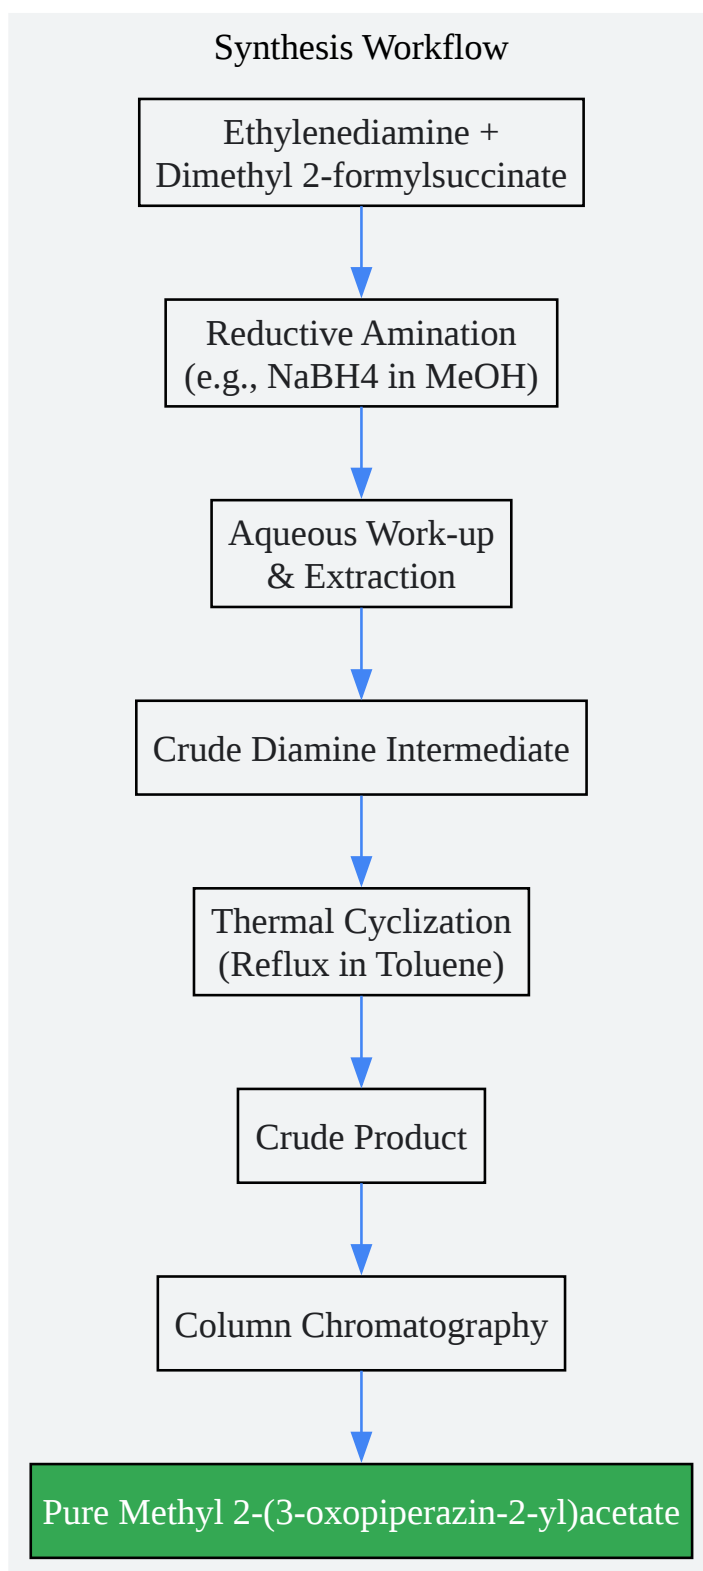 Synthesis Workflow
Ethylenediamine +
Dimethyl 2-formylsuccinate
Reductive Amination
(e.g., NaBH4 in MeOH)
Aqueous Work-up
& Extraction
Crude Diamine Intermediate
Thermal Cyclization
(Reflux in Toluene)
Crude Product
Column Chromatography
Pure Methyl 2-(3-oxopiperazin-2-yl)acetate